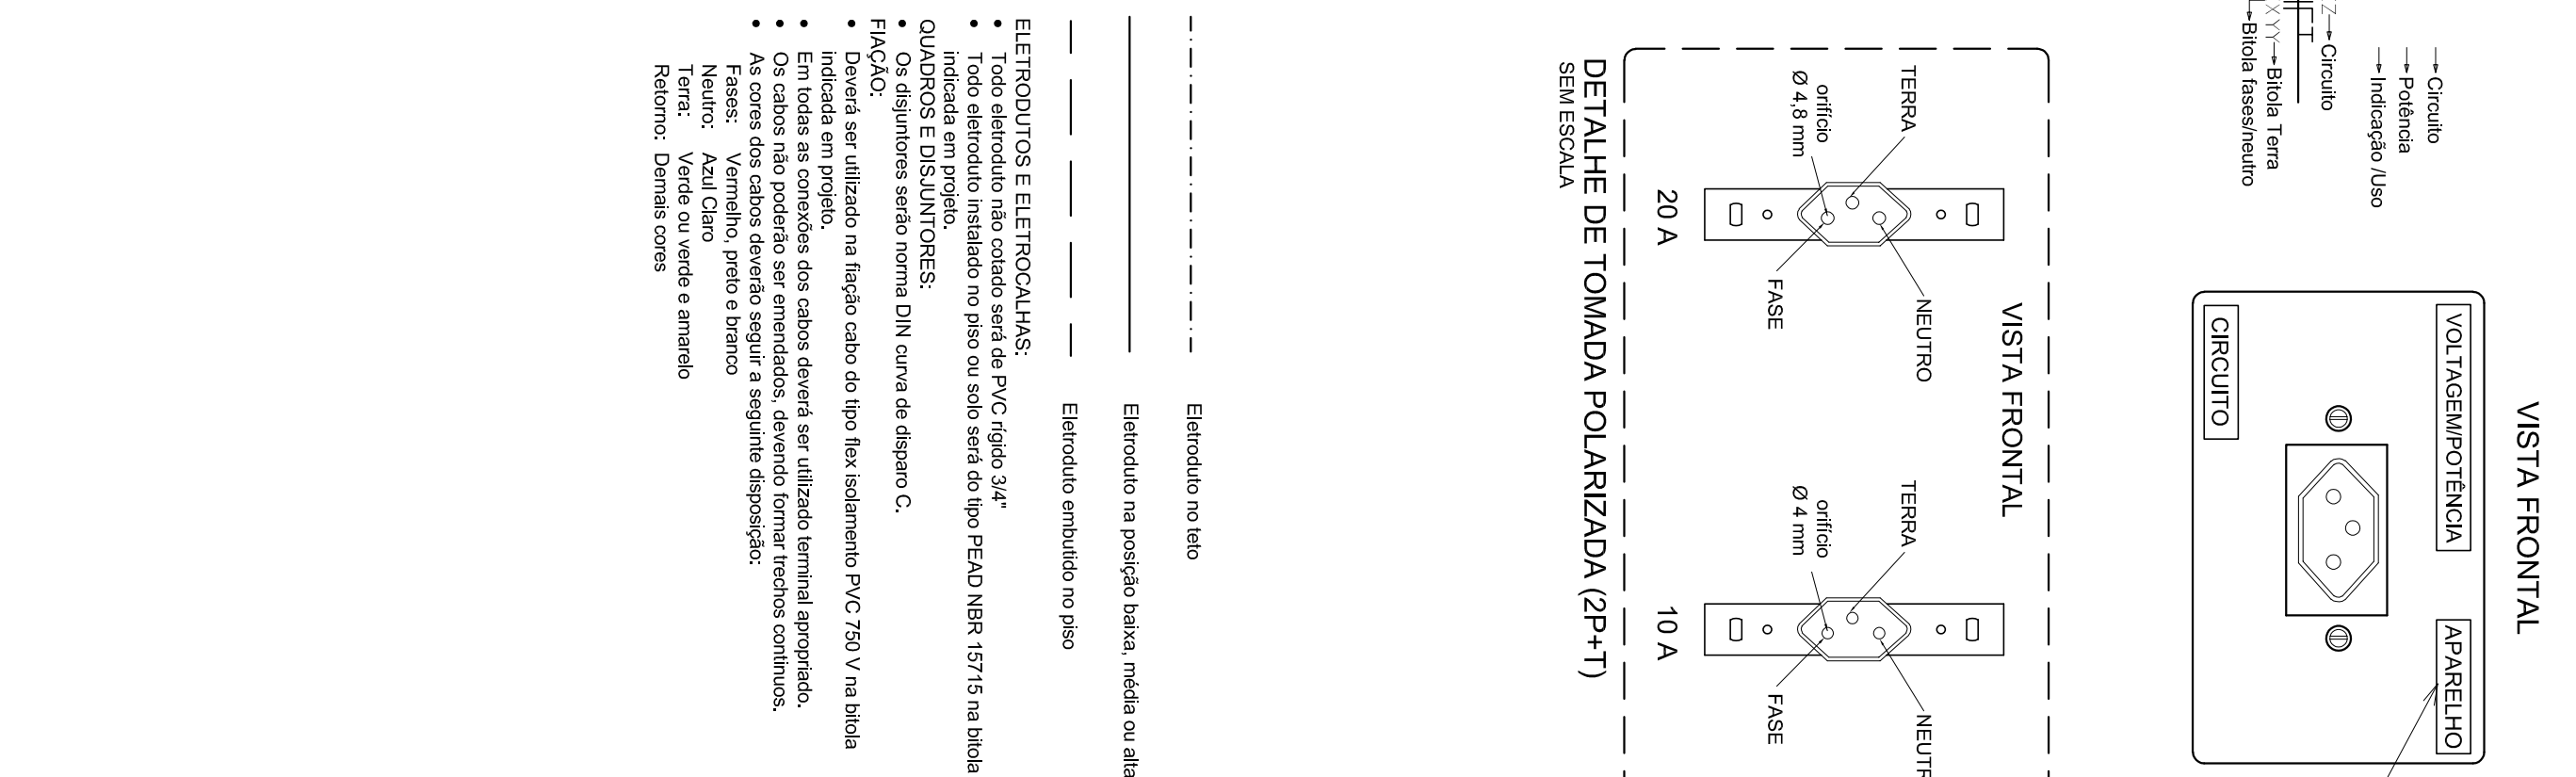 Circuito
Potência
Indicação /Uso
Z Circuito
X Y Y Bitola Terra
Bitola fases/neutro
VISTA FRONTAL
VOLTAGEM/POTÊNCIA
APARELHO
CIRCUITO
VISTA FRONTAL
TERRA
NEUTRO
orifício
Ø 4,8 mm
FASE
20 A
TERRA
NEUTR
orifício
Ø 4 mm
FASE
10 A
DETALHE DE TOMADA POLARIZADA (2P+T)
SEM ESCALA
Eletroduto no teto
Eletroduto na posição baixa, média ou alta
Eletroduto embutido no piso
ELETRODUTOS E ELETROCALHAS:
• Todo eletroduto não cotado será de PVC rígido 3/4"
• Todo eletroduto instalado no piso ou solo será do tipo PEAD NBR 15715 na bitola
indicada em projeto.
QUADROS E DISJUNTORES:
• Os disjuntores serão norma DIN curva de disparo C.
FIAÇÃO:
• Deverá ser utilizado na fiação cabo do tipo flex isolamento PVC 750 V na bitola
indicada em projeto.
• Em todas as conexões dos cabos deverá ser utilizado terminal apropriado.
• Os cabos não poderão ser emendados, devendo formar trechos continuos.
• As cores dos cabos deverão seguir a seguinte disposição:
Fases: Vermelho, preto e branco
Neutro: Azul Claro
Terra: Verde ou verde e amarelo
Retorno: Demais cores